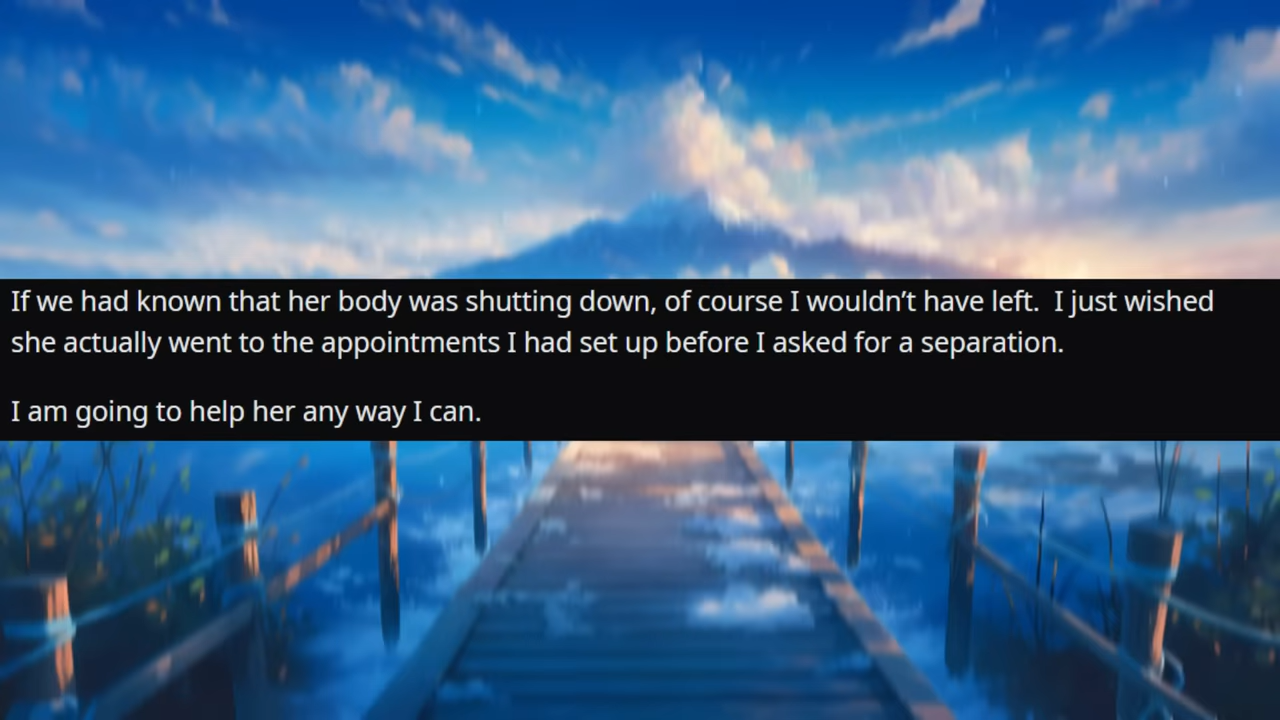 If we had known that her body was shutting down, of course I wouldn’t have left.  I just wished
she actually went to the appointments I had set up before I asked for a separation.
I am going to help her any way I can.